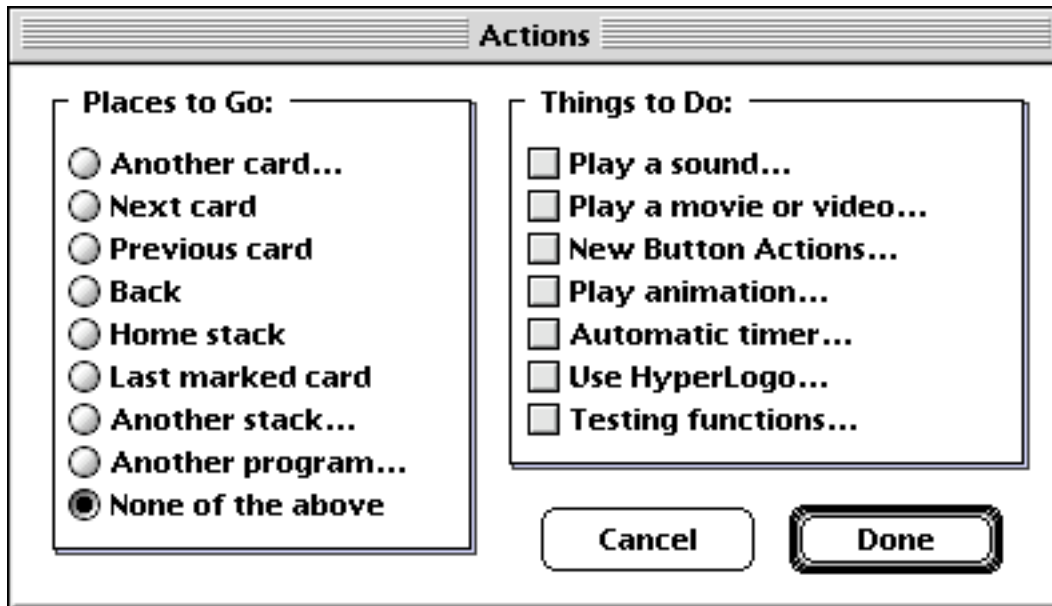 Actions
Places to Go:
Another card...
Next card
Previous card
Back
Home stack
Last marked card
Another stack...
Another program...
None of the above
Things to Do:
Play a sound...
Play a movie or video...
New Button Actions...
Play animation...
Automatic timer...
Use HyperLogo...
Testing functions...
Cancel
Done